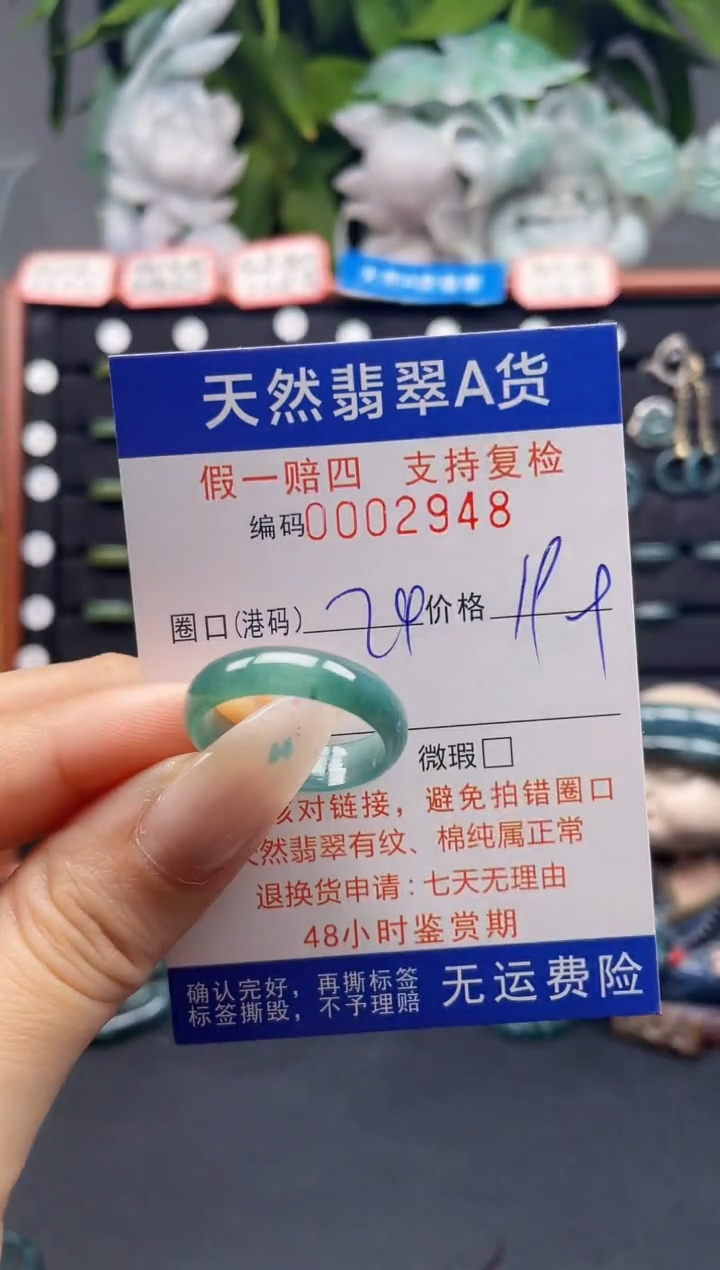 天然翡翠A货
假一赔四 支持复检
编码0002948
圈口(港码) 24 价格
微瑕□
核对链接，避免拍错圈口
天然翡翠有纹、棉纯属正常
退换货申请：七天无理由
48小时鉴赏期
确认完好，再撕标签
标签撕毁，不予理赔
无运费险